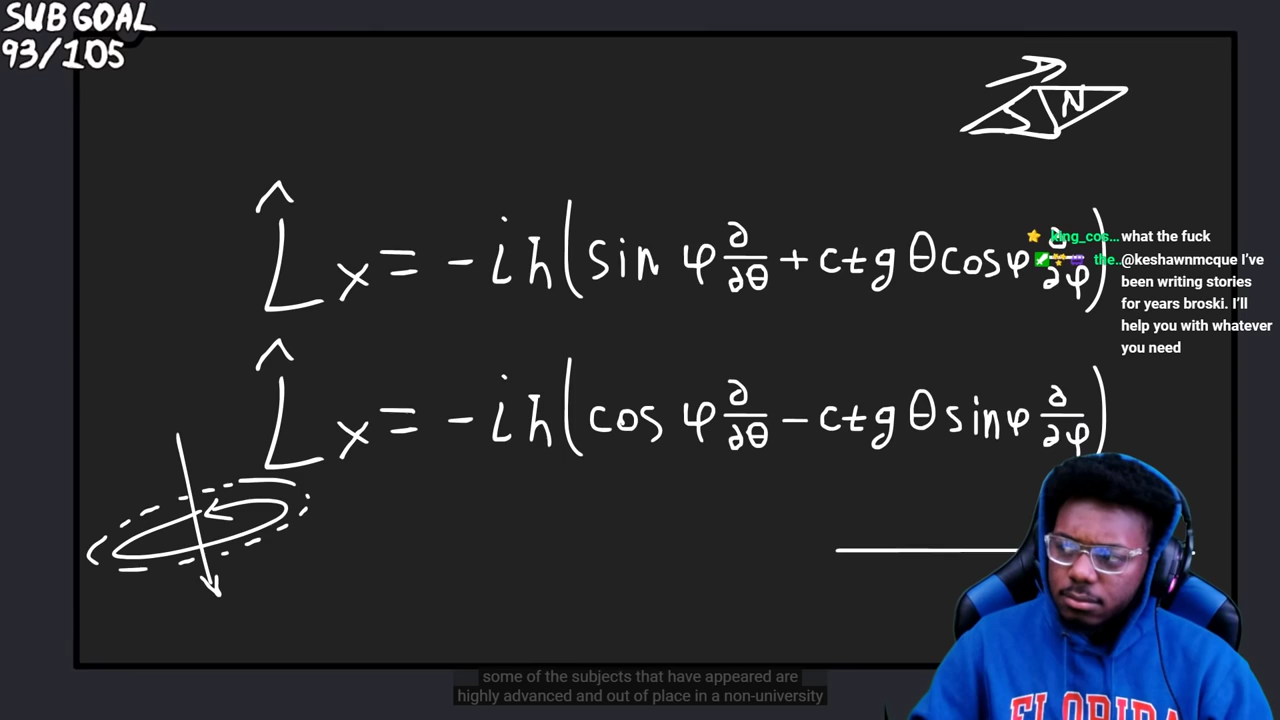 SUB GOAL
93/105
N
L̂x = -iħ(sin φ ∂/∂θ + ctg θ cos φ ∂/∂φ)
king_cos... what the fuck
the... @keshawnmcque I've
been writing stories
for years broski. I'll
help you with whatever
you need
L̂x = -iħ(cos φ ∂/∂θ - ctg θ sin φ ∂/∂φ)
some of the subjects that have appeared are
highly advanced and out of place in a non-university
FLORIDA